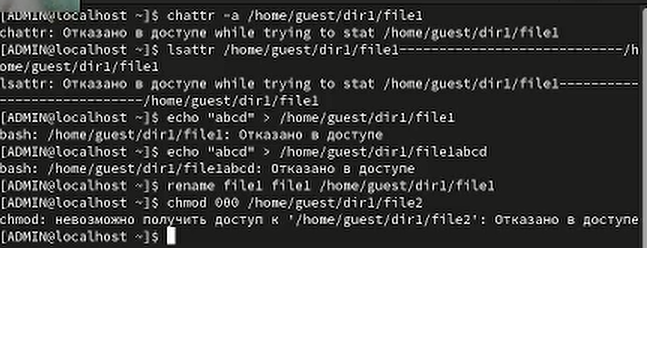 [ADMIN@localhost ~]$ chattr -a /home/guest/dir1/file1
chattr: Отказано в доступе while trying to stat /home/guest/dir1/file1
[ADMIN@localhost ~]$ lsattr /home/guest/dir1/file1----------------------------/h
ome/guest/dir1/file1
lsattr: Отказано в доступе while trying to stat /home/guest/dir1/file1----------
------------------/home/guest/dir1/file1
[ADMIN@localhost ~]$ echo "abcd" > /home/guest/dir1/file1
bash: /home/guest/dir1/file1: Отказано в доступе
[ADMIN@localhost ~]$ echo "abcd" > /home/guest/dir1/file1abcd
bash: /home/guest/dir1/file1abcd: Отказано в доступе
[ADMIN@localhost ~]$ rename file1 file1 /home/guest/dir1/file1
[ADMIN@localhost ~]$ chmod 000 /home/guest/dir1/file2
chmod: невозможно получить доступ к '/home/guest/dir1/file2': Отказано в доступе
[ADMIN@localhost ~]$